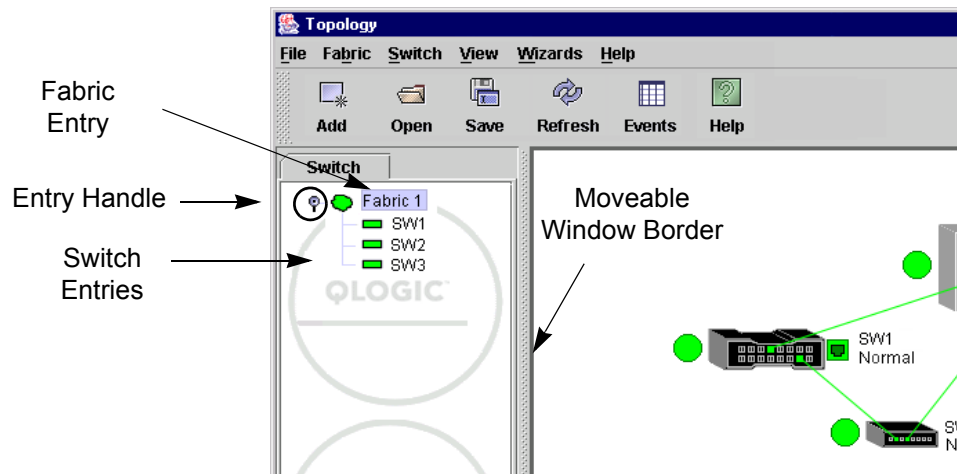 Topology
File Fabric Switch View Wizards Help
Add Open Save Refresh Events Help
Fabric
Entry
Switch
Entry Handle
Fabric 1
SW1
SW2
SW3
Switch
Entries
QLOGIC
Moveable
Window Border
SW1
Normal